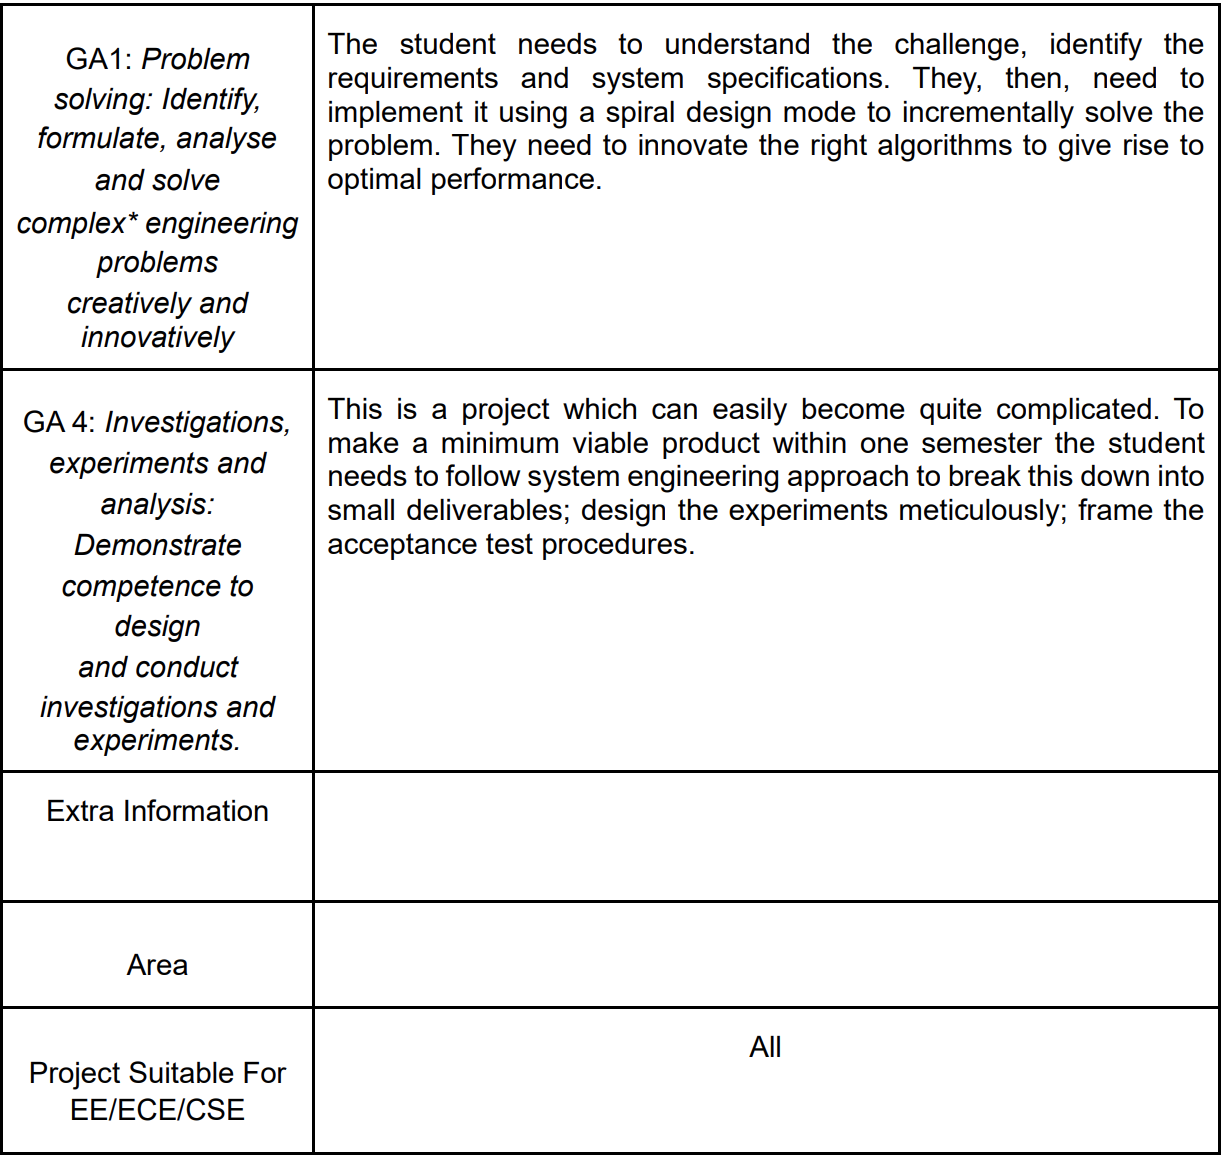 GA1: Problem
solving: Identify,
formulate, analyse
and solve
complex* engineering
problems
creatively and
innovatively
The student needs to understand the challenge, identify the
requirements and system specifications. They, then, need to
implement it using a spiral design mode to incrementally solve the
problem. They need to innovate the right algorithms to give rise to
optimal performance.
GA 4: Investigations,
experiments and
analysis:
Demonstrate
competence to
design
and conduct
investigations and
experiments.
This is a project which can easily become quite complicated. To
make a minimum viable product within one semester the student
needs to follow system engineering approach to break this down into
small deliverables; design the experiments meticulously; frame the
acceptance test procedures.
Extra Information
Area
Project Suitable For
EE/ECE/CSE
All